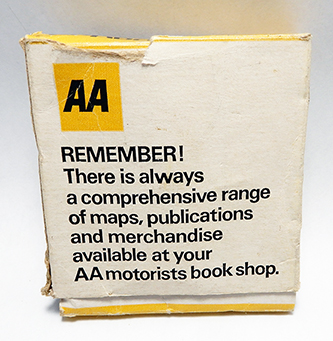 AA
REMEMBER!
There is always
a comprehensive range
of maps, publications
and merchandise
available at your
AA motorists book shop.